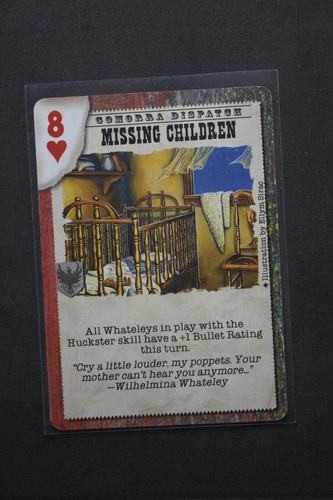 8
GOMORRA DISPATCH
MISSING CHILDREN
Illustration by Ellym Sirac
All Whateleys in play with the
Huckster skill have a +1 Bullet Rating
this turn.
"Cry a little louder, my poppets. Your
mother can't hear you anymore..."
—Wilhelmina Whateley